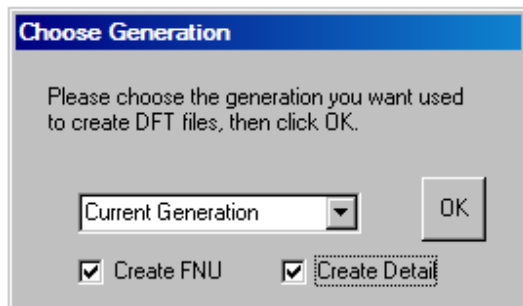 Choose Generation
Please choose the generation you want used
to create DFT files, then click OK.
Current Generation
OK
Create FNU
Create Detail